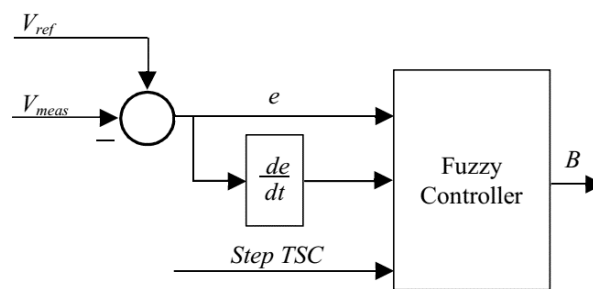 V_ref
V_meas
−
e
de
dt
Fuzzy
Controller
B
Step TSC